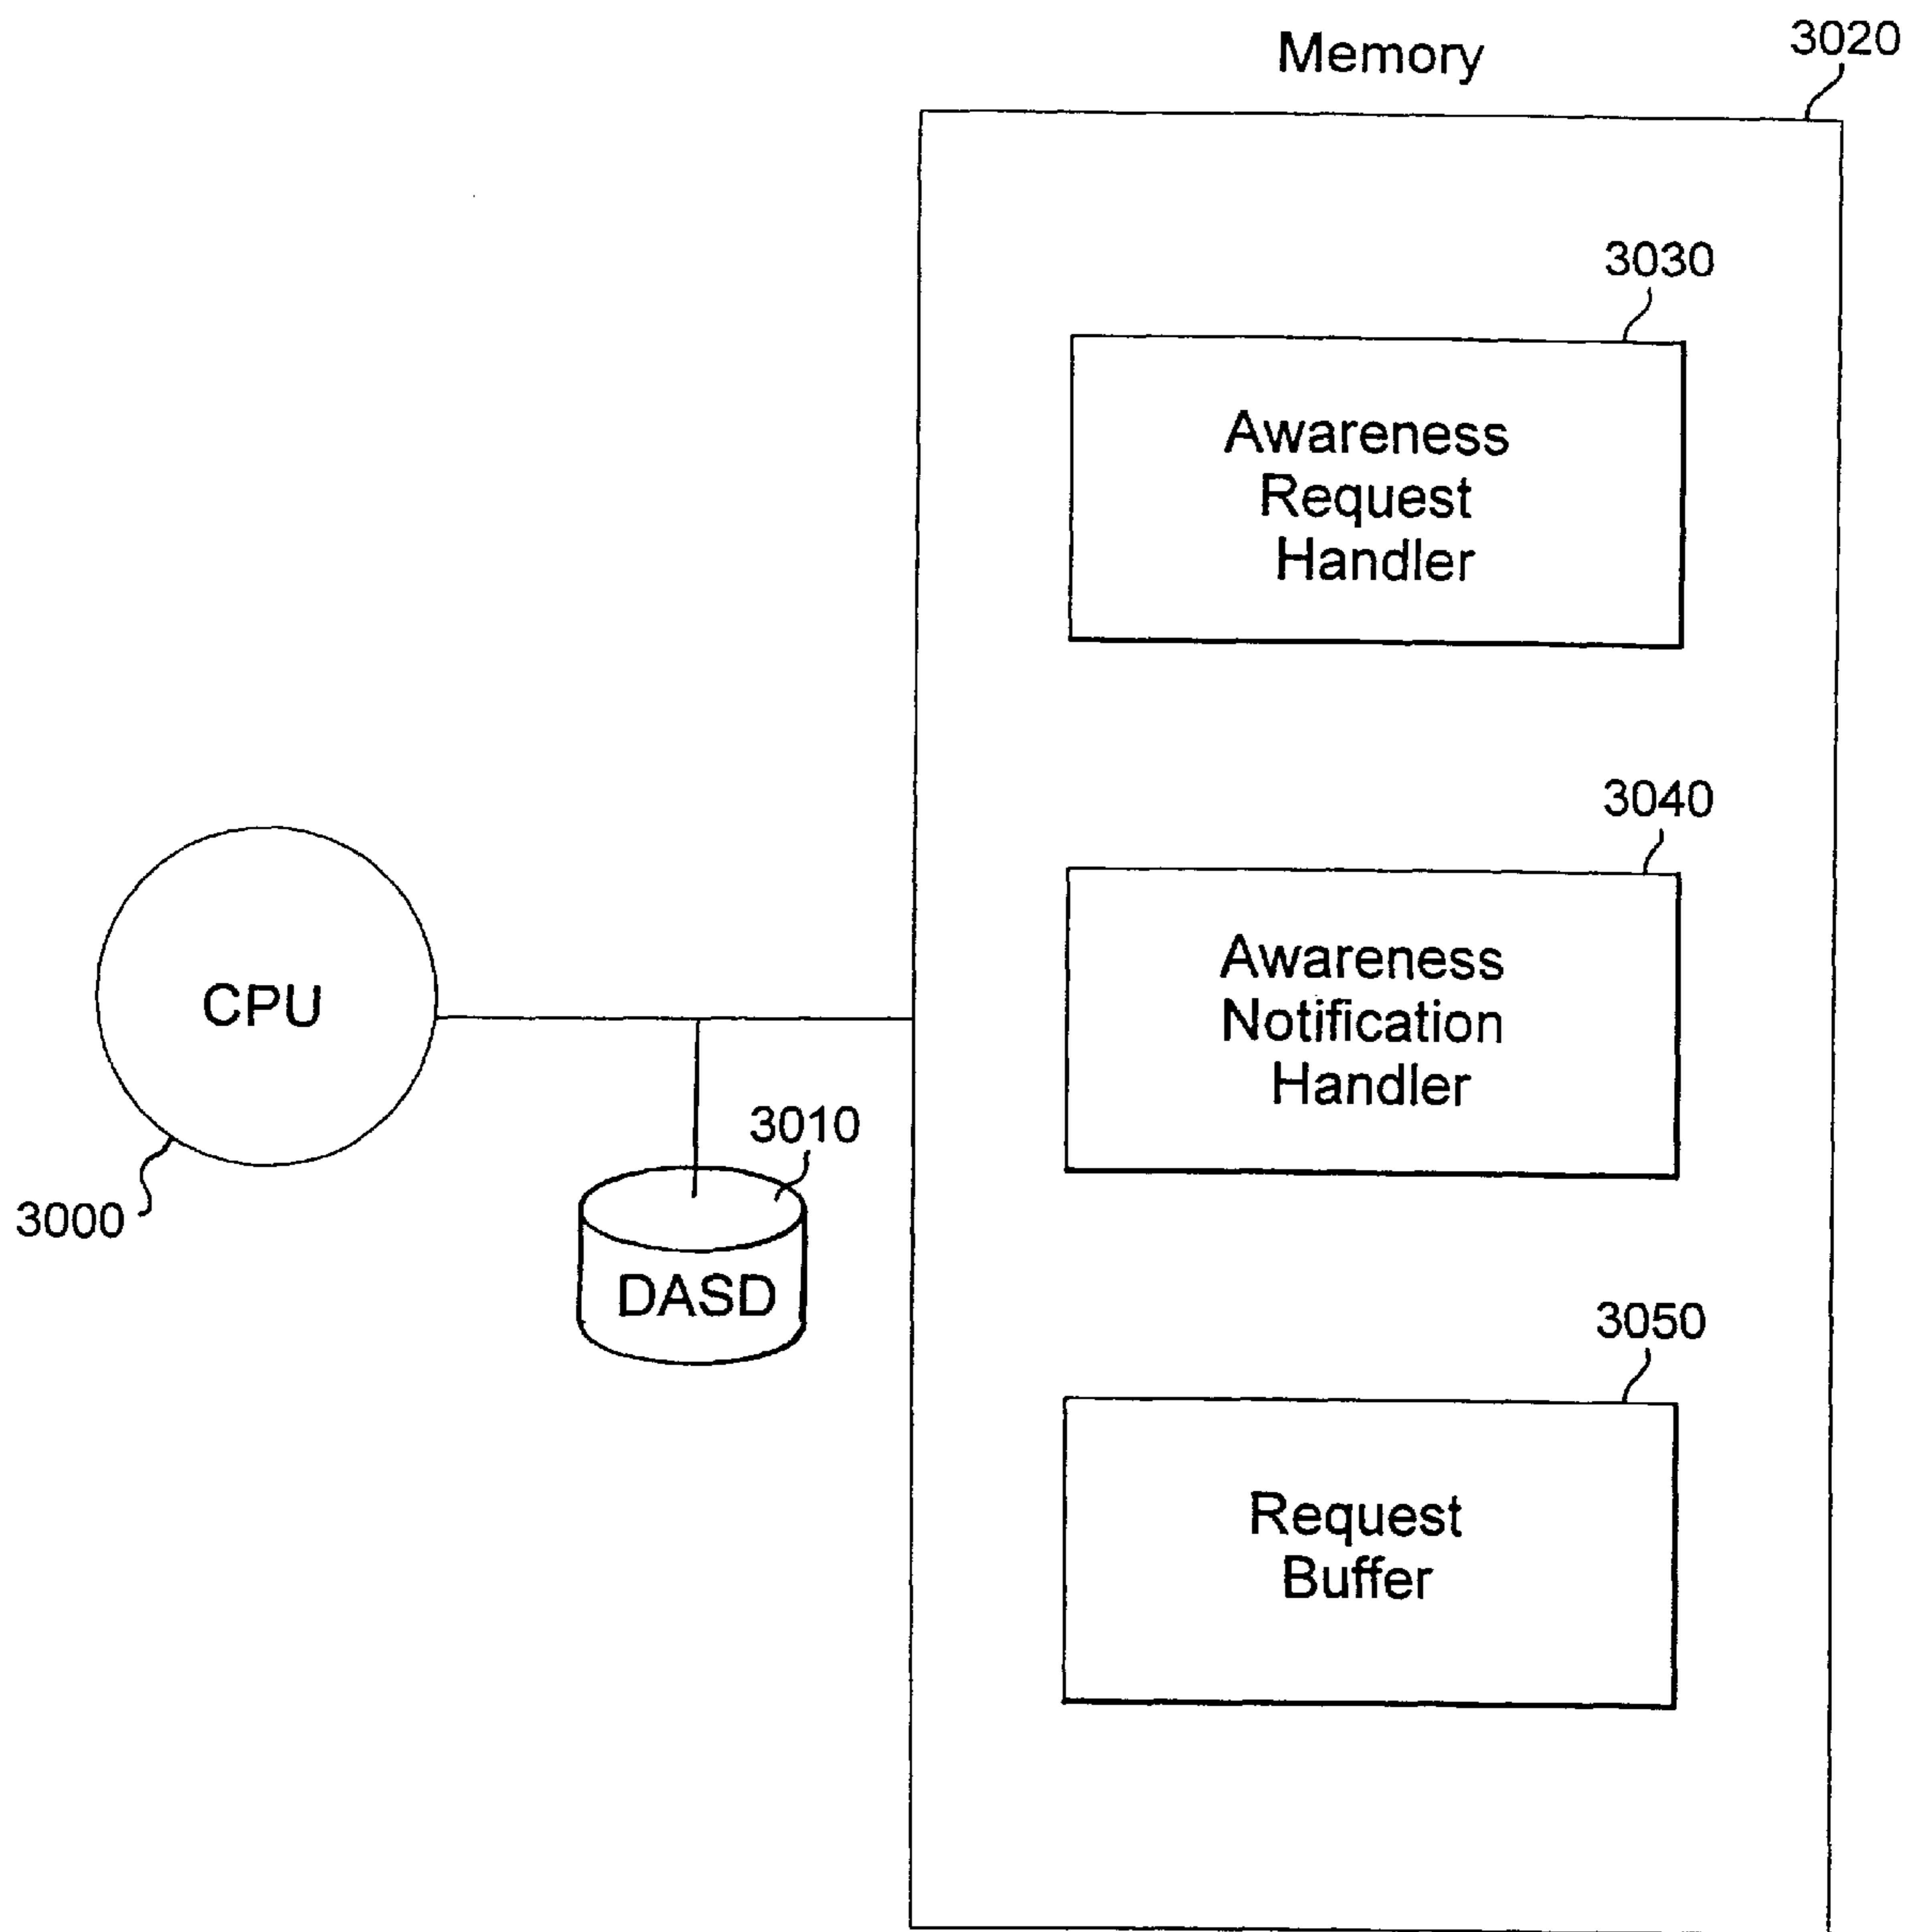 3020
Memory
3030
Awareness
Request
Handler
3040
Awareness
Notification
Handler
CPU
3000
3010
DASD
3050
Request
Buffer